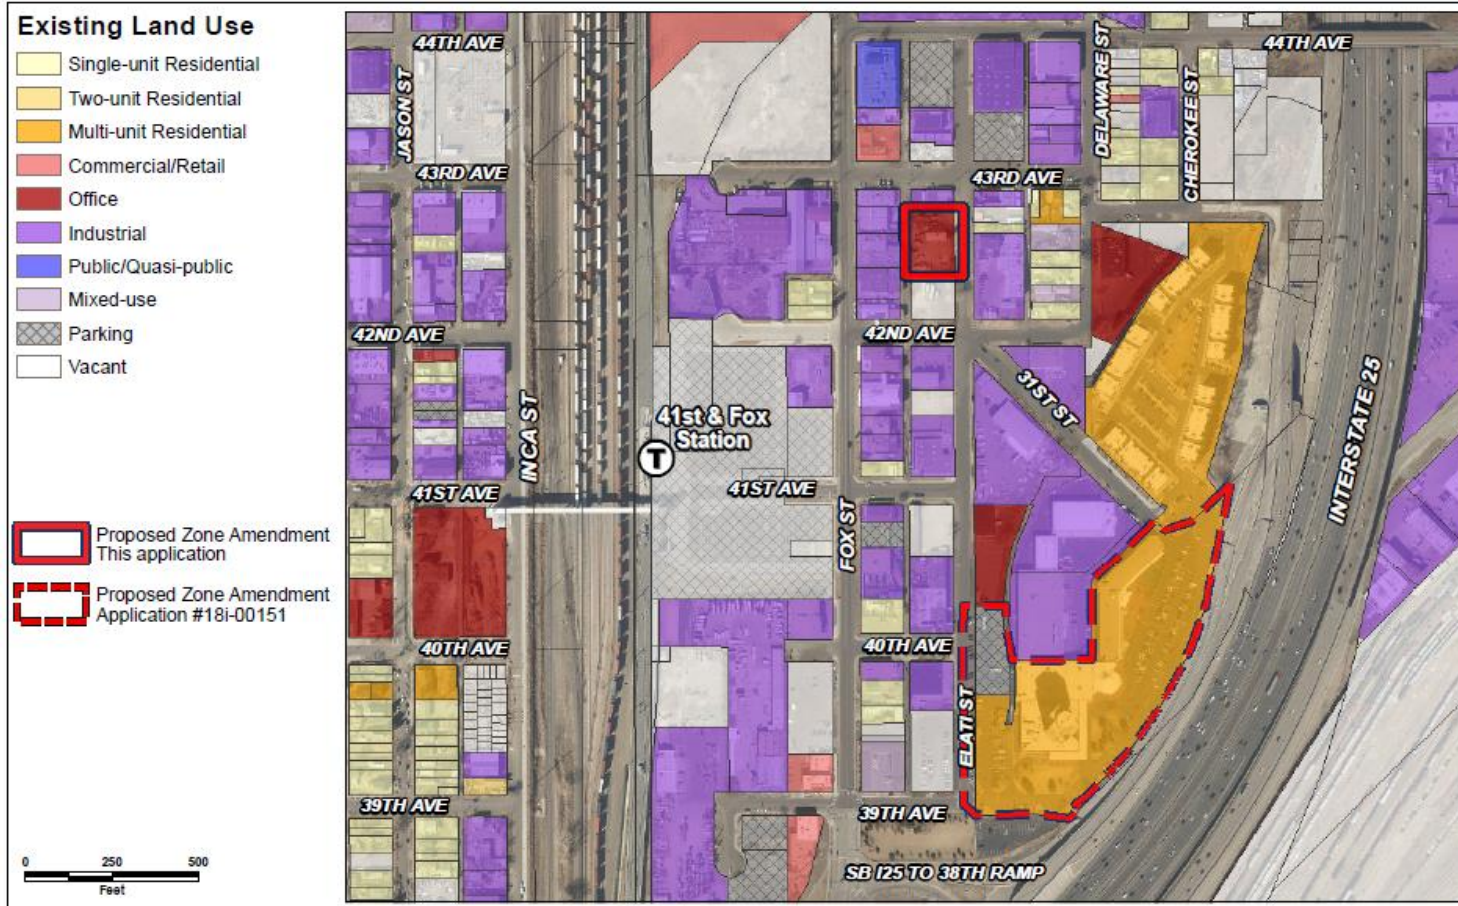 Existing Land Use
Single-unit Residential
Two-unit Residential
Multi-unit Residential
Commercial/Retail
Office
Industrial
Public/Quasi-public
Mixed-use
Parking
Vacant
Proposed Zone Amendment
This application
Proposed Zone Amendment
Application #18i-00151
0 250 500
Feet
44TH AVE
44TH AVE
JASON ST
DELAWARE ST
CHEROKEE ST
43RD AVE
43RD AVE
42ND AVE
42ND AVE
31ST ST
INTERSTATE 25
INCA ST
41st & Fox
Station
T
41ST AVE
41ST AVE
FOX ST
40TH AVE
40TH AVE
ELATI ST
39TH AVE
39TH AVE
SB I25 TO 38TH RAMP